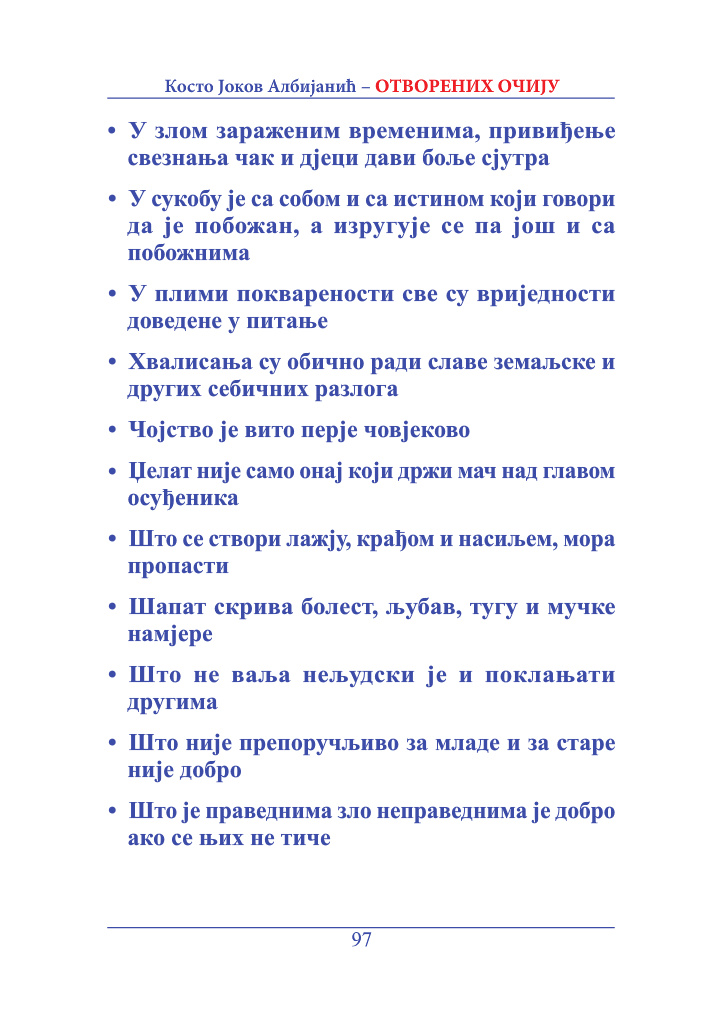 Косто Јоков Албијанић – ОТВОРЕНИХ ОЧИЈУ
• У злом зараженим временима, привиђење
свезнања чак и дјеци дави боље сјутра
• У сукобу је са собом и са истином који говори
да је побожан, а изругује се па још и са
побожнима
• У плими покварености све су вриједности
доведене у питање
• Хвалисања су обично ради славе земаљске и
других себичних разлога
• Чојство је вито перје човјеково
• Џелат није само онај који држи мач над главом
осуђеника
• Што се створи лажју, крађом и насиљем, мора
пропасти
• Шапат скрива болест, љубав, тугу и мучке
намјере
• Што не ваља нељудски је и поклањати
другима
• Што није препоручљиво за младе и за старе
није добро
• Што је праведнима зло неправеднима је добро
ако се њих не тиче
97